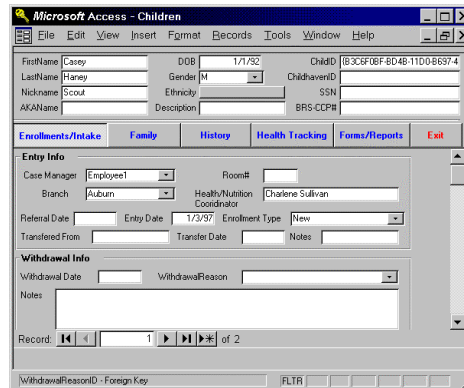 Microsoft Access - Children
File Edit View Insert Format Records Tools Window Help
FirstName Casey DOB 1/1/92 ChildID {B3C6F0BF-BD4B-11D0-B697-4
LastName Haney Gender M ChildhavenID
Nickname Scout Ethnicity SSN
AKAName Description BRS-CCP#
Enrollments/Intake Family History Health Tracking Forms/Reports Exit
Entry Info
Case Manager Employee1 Room#
Branch Auburn Health/Nutrition Coordinator Charlene Sullivan
Referral Date Entry Date 1/3/97 Enrollment Type New
Transfered From Transfer Date Notes
Withdrawal Info
Withdrawal Date WithdrawalReason
Notes
Record: 1 of 2
WithdrawalReasonID - Foreign Key FLTR